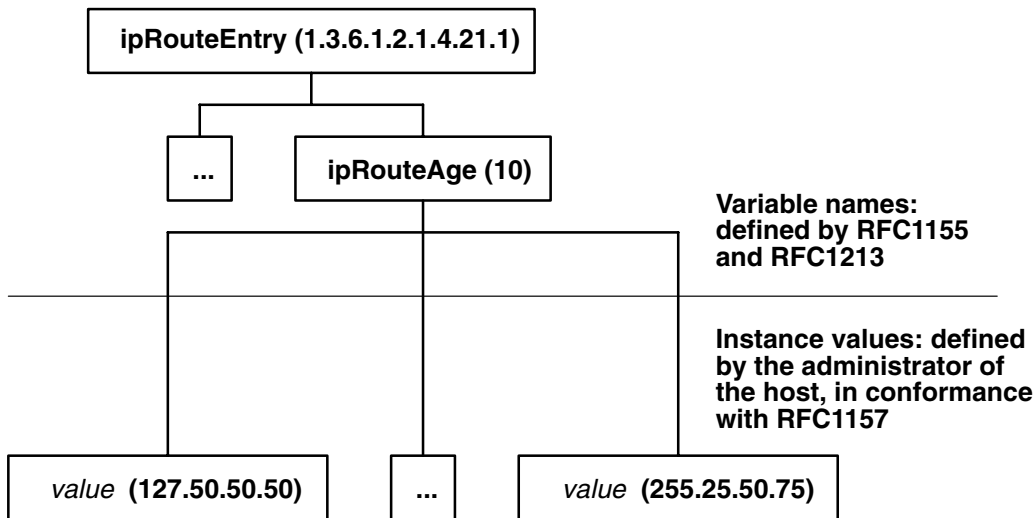 ipRouteEntry (1.3.6.1.2.1.4.21.1)
...
ipRouteAge (10)
Variable names:
defined by RFC1155
and RFC1213
Instance values: defined
by the administrator of
the host, in conformance
with RFC1157
value (127.50.50.50)
...
value (255.25.50.75)